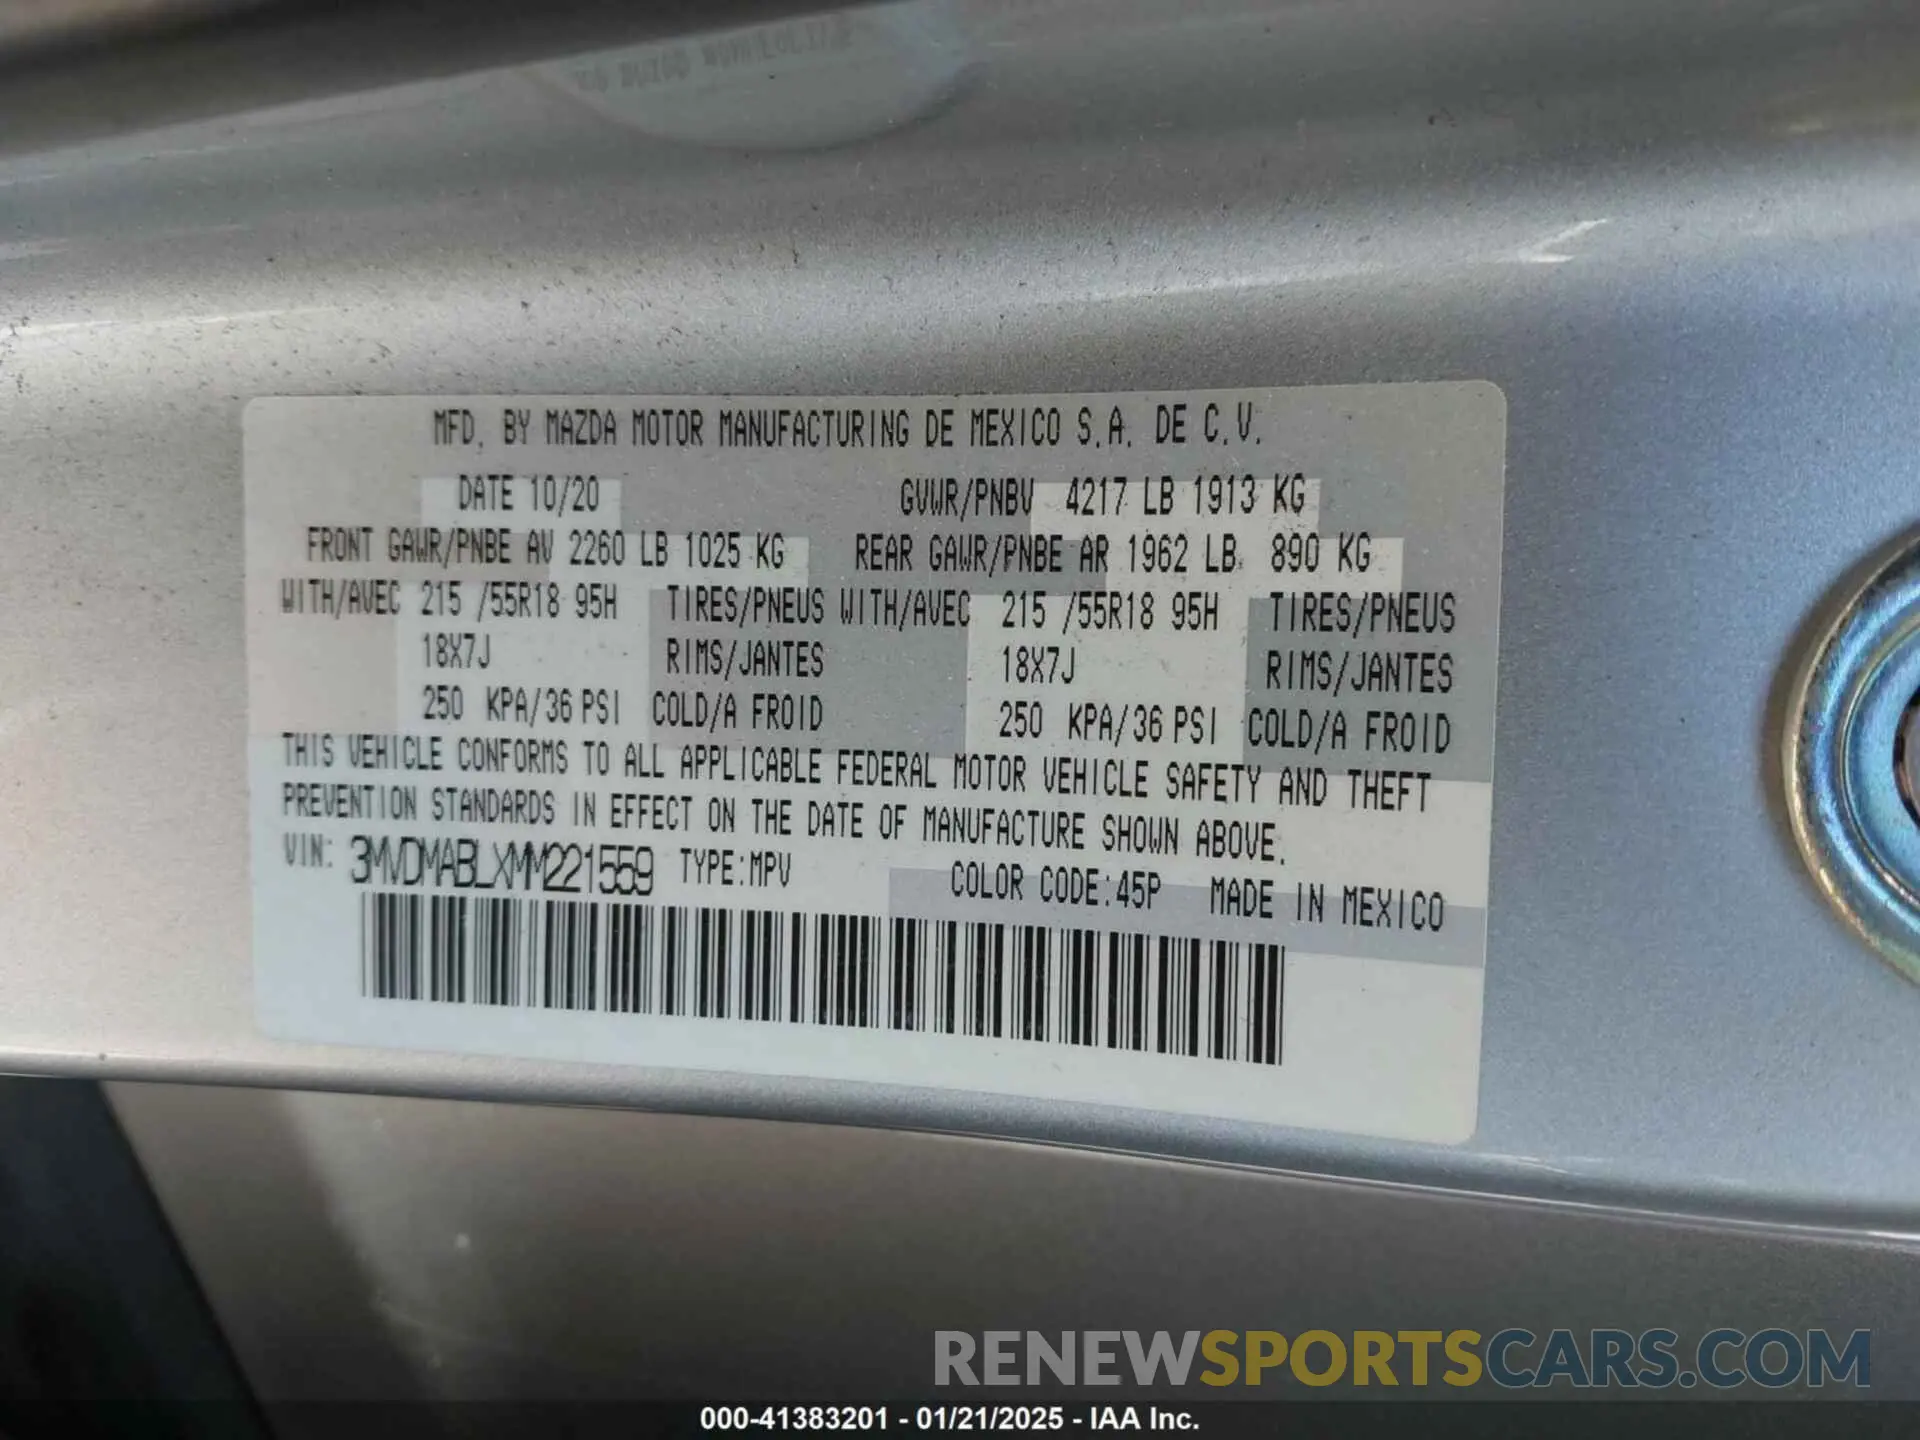 MFD. BY MAZDA MOTOR MANUFACTURING DE MEXICO S.A. DE C.V.
DATE 10/20 GVWR/PNBV 4217 LB 1913 KG
FRONT GAWR/PNBE AV 2260 LB 1025 KG REAR GAWR/PNBE AR 1962 LB 890 KG
WITH/AVEC 215 /55R18 95H TIRES/PNEUS WITH/AVEC 215 /55R18 95H TIRES/PNEUS
18X7J RIMS/JANTES 18X7J RIMS/JANTES
250 KPA/36 PSI COLD/A FROID 250 KPA/36 PSI COLD/A FROID
THIS VEHICLE CONFORMS TO ALL APPLICABLE FEDERAL MOTOR VEHICLE SAFETY AND THEFT
PREVENTION STANDARDS IN EFFECT ON THE DATE OF MANUFACTURE SHOWN ABOVE.
VIN: 3MVDMABLXMM221559 TYPE:MPV COLOR CODE:45P MADE IN MEXICO
RENEWSPORTSCARS.COM
000-41383201 - 01/21/2025 - IAA Inc.